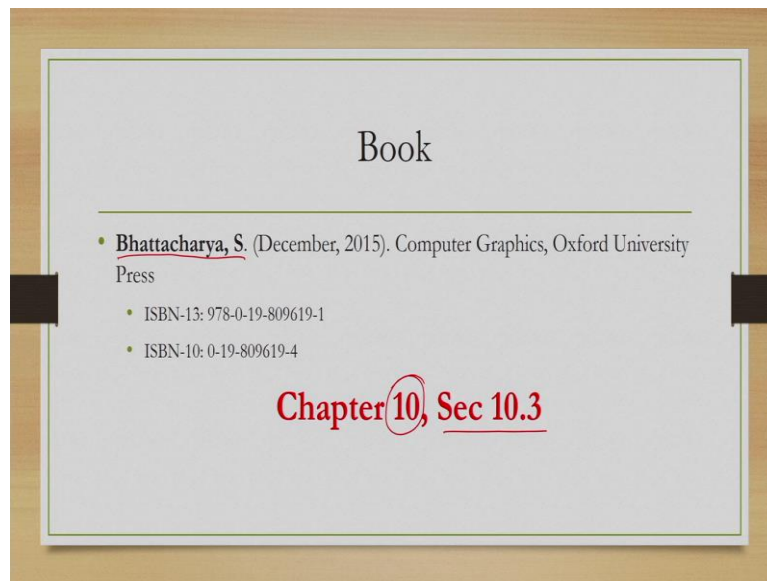 Book
• Bhattacharya, S. (December, 2015). Computer Graphics, Oxford University
Press
• ISBN-13: 978-0-19-809619-1
• ISBN-10: 0-19-809619-4
Chapter 10, Sec 10.3